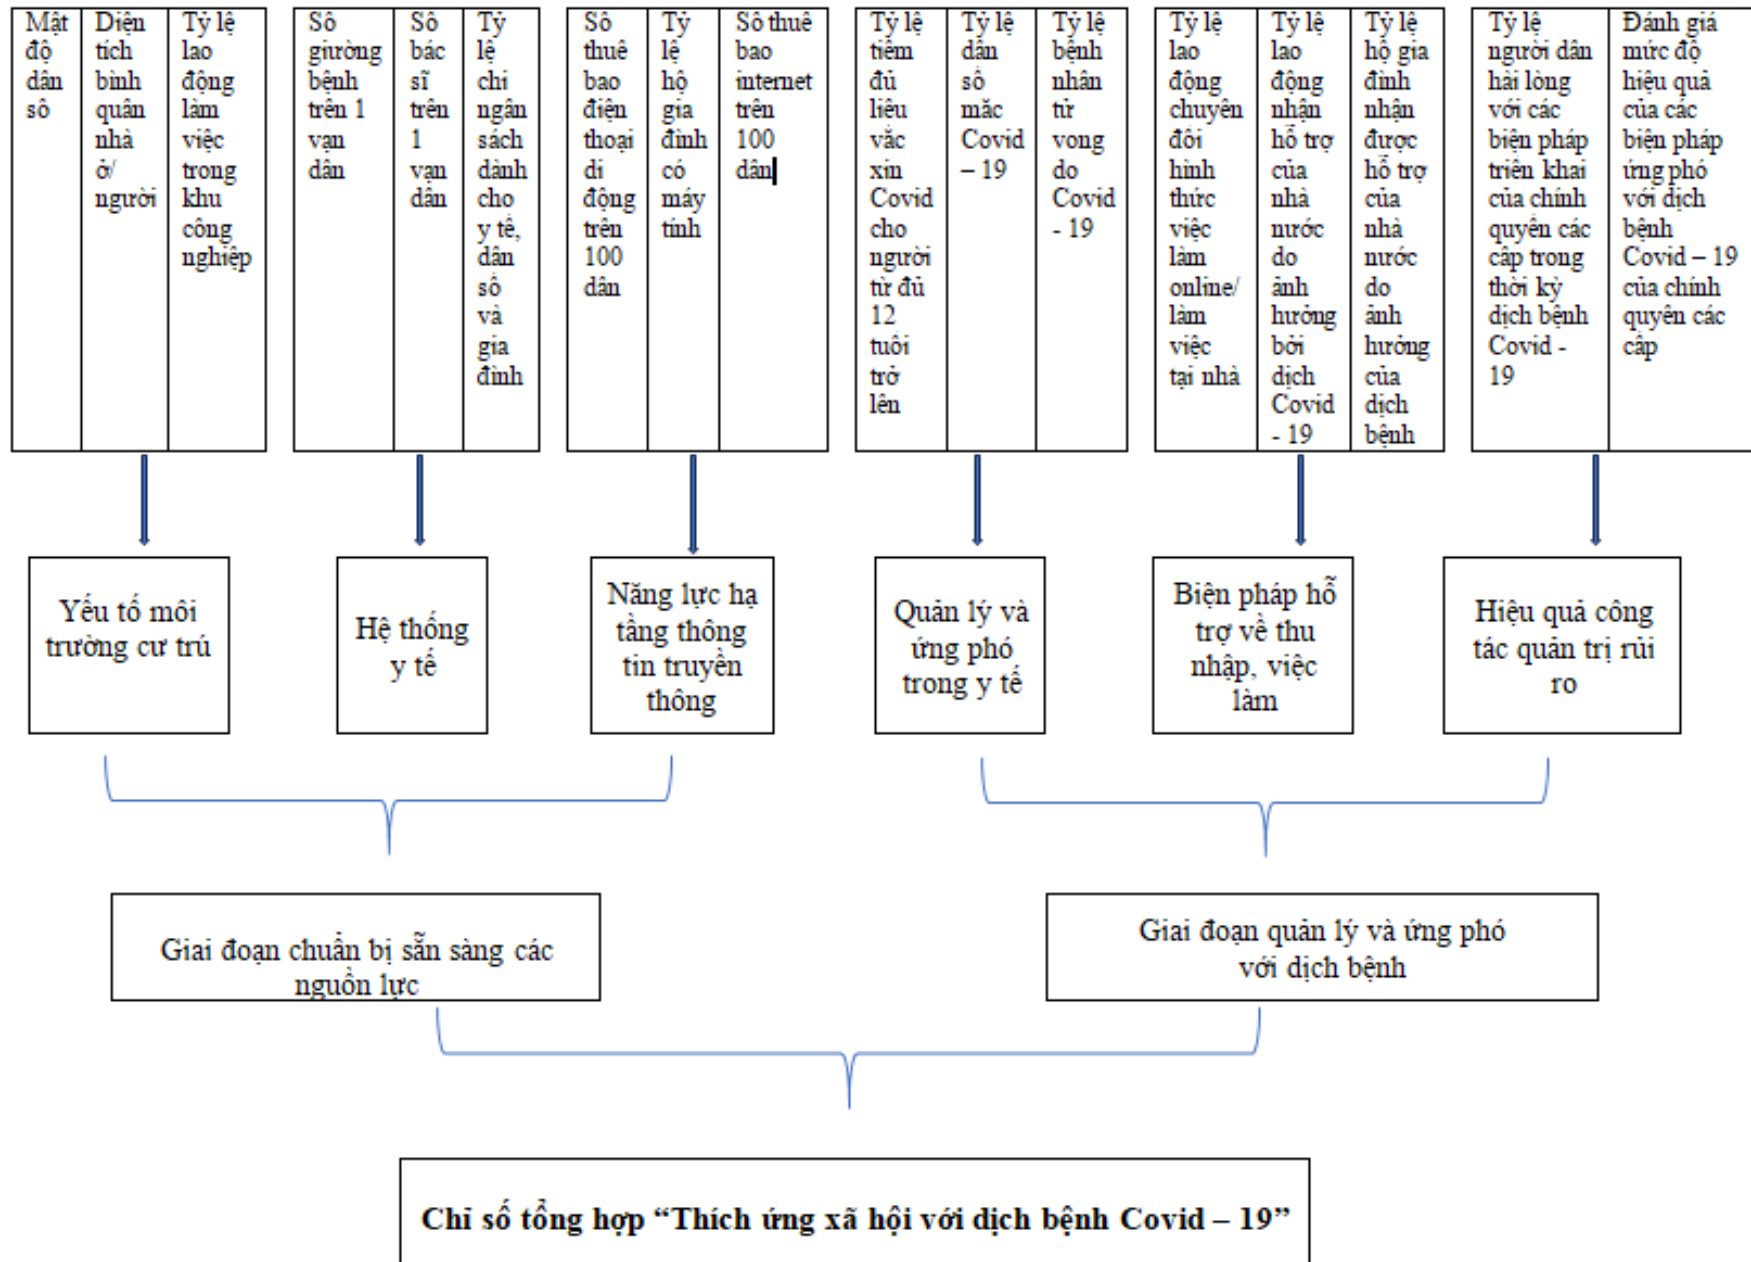 Mật
độ
dân
số
Diện
tích
bình
quân
nhà
ở/
người
Tỷ lệ
lao
động
làm
việc
trong
khu
công
nghiệp
Số
giường
bệnh
trên 1
vạn
dân
Số
bác
sĩ
trên
1
vạn
dân
Tỷ
lệ
chi
ngân
sách
dành
cho
y tế,
dân
số
và
gia
đình
Số
thuê
bao
điện
thoại
di
động
trên
100
dân
Tỷ
lệ
hộ
gia
đình
có
máy
tính
Số thuê
bao
internet
trên
100
dân
Tỷ lệ
tiêm
đủ
liều
vắc
xin
Covid
cho
người
từ đủ
12
tuổi
trở
lên
Tỷ lệ
dân
số
mắc
Covid
– 19
Tỷ lệ
bệnh
nhân
tử
vong
do
Covid
- 19
Tỷ lệ
lao
động
chuyển
đổi
hình
thức
việc
làm
online/
làm
việc
tại nhà
Tỷ lệ
lao
động
nhận
hỗ trợ
của
nhà
nước
do
ảnh
hưởng
bởi
dịch
Covid
- 19
Tỷ lệ
hộ gia
đình
nhận
được
hỗ trợ
của
nhà
nước
do
ảnh
hưởng
của
dịch
bệnh
Tỷ lệ
người dân
hài lòng
với các
biện pháp
triển khai
của chính
quyền các
cấp trong
thời kỳ
dịch bệnh
Covid -
19
Đánh giá
mức độ
hiệu quả
của các
biện pháp
ứng phó
với dịch
bệnh
Covid – 19
của chính
quyền các
cấp
Yếu tố môi
trường cư trú
Hệ thống
y tế
Năng lực hạ
tầng thông
tin truyền
thông
Quản lý và
ứng phó
trong y tế
Biện pháp hỗ
trợ về thu
nhập, việc
làm
Hiệu quả công
tác quản trị rủi
ro
Giai đoạn chuẩn bị sẵn sàng các
nguồn lực
Giai đoạn quản lý và ứng phó
với dịch bệnh
Chỉ số tổng hợp “Thích ứng xã hội với dịch bệnh Covid – 19”